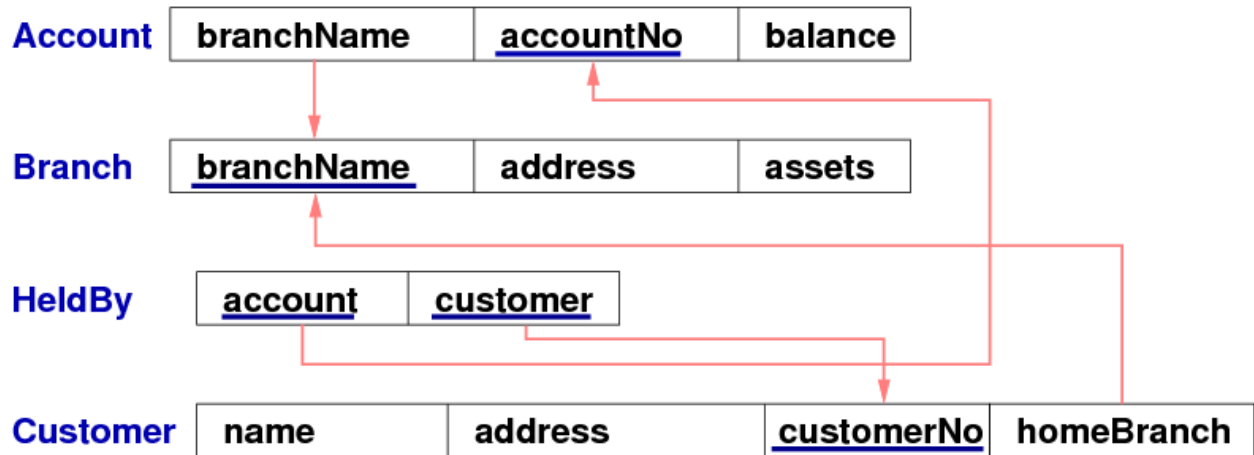 Account branchName accountNo balance
Branch branchName address assets
HeldBy account customer
Customer name address customerNo homeBranch